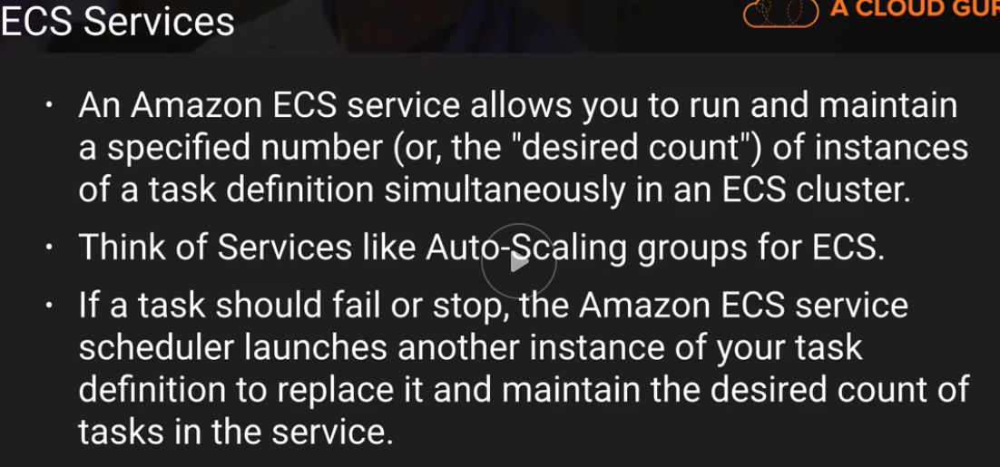 ECS Services
A CLOUD GUR
• An Amazon ECS service allows you to run and maintain
a specified number (or, the "desired count") of instances
of a task definition simultaneously in an ECS cluster.
• Think of Services like Auto-Scaling groups for ECS.
• If a task should fail or stop, the Amazon ECS service
scheduler launches another instance of your task
definition to replace it and maintain the desired count of
tasks in the service.